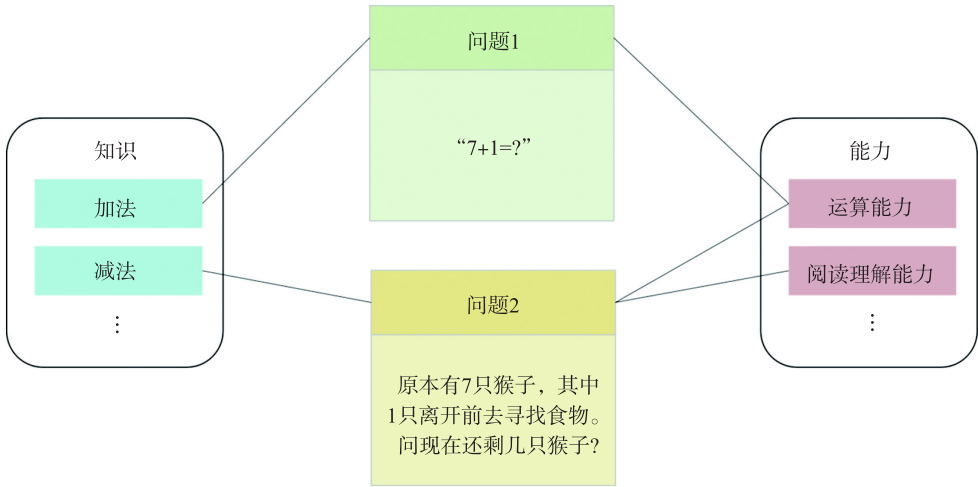 问题1
“7+1=?”
知识
加法
减法
⋮
问题2
原本有7只猴子，其中
1只离开前去寻找食物。
问现在还剩几只猴子?
能力
运算能力
阅读理解能力
⋮